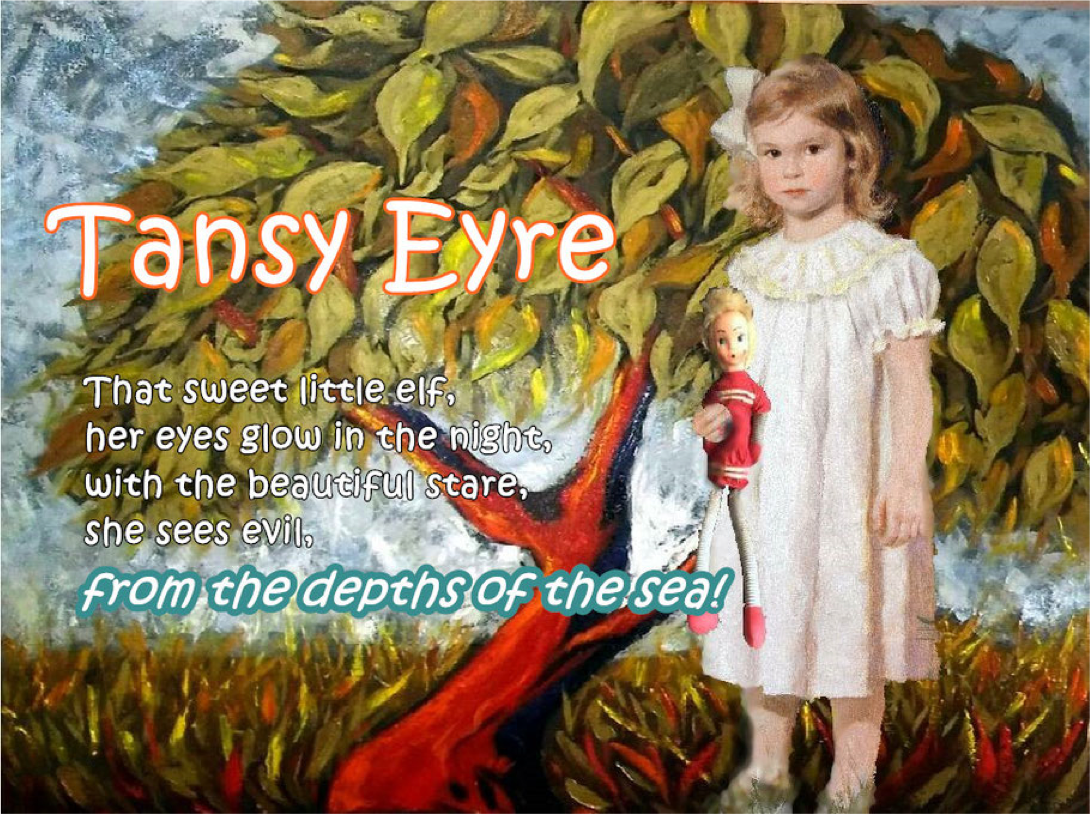 Tansy Eyre
That sweet little elf,
her eyes glow in the night,
with the beautiful stare,
she sees evil,
from the depths of the sea!